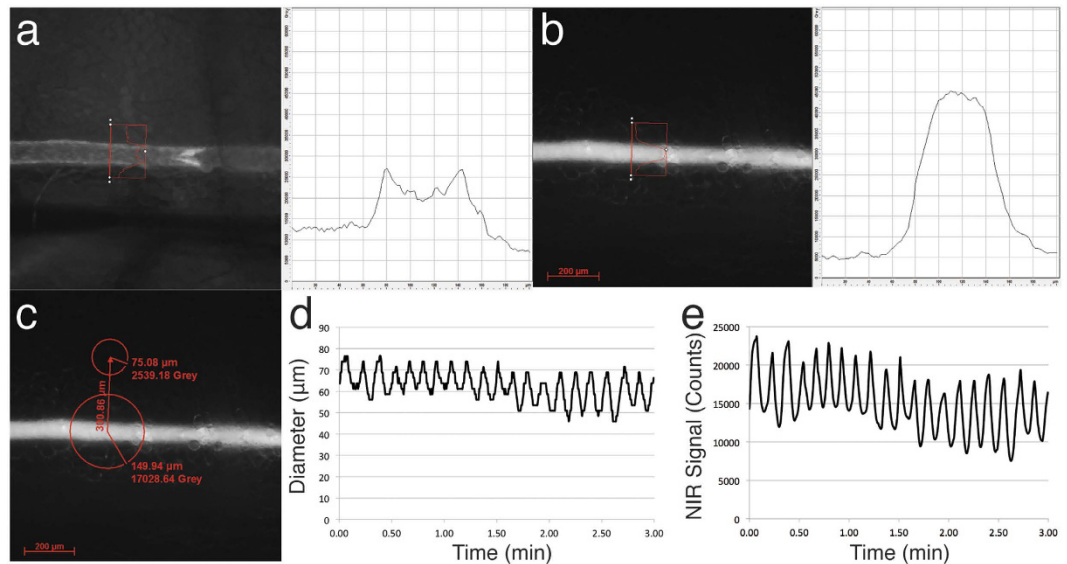 a
b
200 µm
c
75.08 µm
2539.18 Grey
300.86 µm
149.94 µm
17028.64 Grey
200 µm
d
90
80
70
60
50
40
30
20
10
0
Diameter (µm)
0.00 0.50 1.00 1.50 2.00 2.50 3.00
Time (min)
e
25000
20000
15000
10000
5000
0
NIR Signal (Counts)
0.00 0.50 1.00 1.50 2.00 2.50 3.00
Time (min)